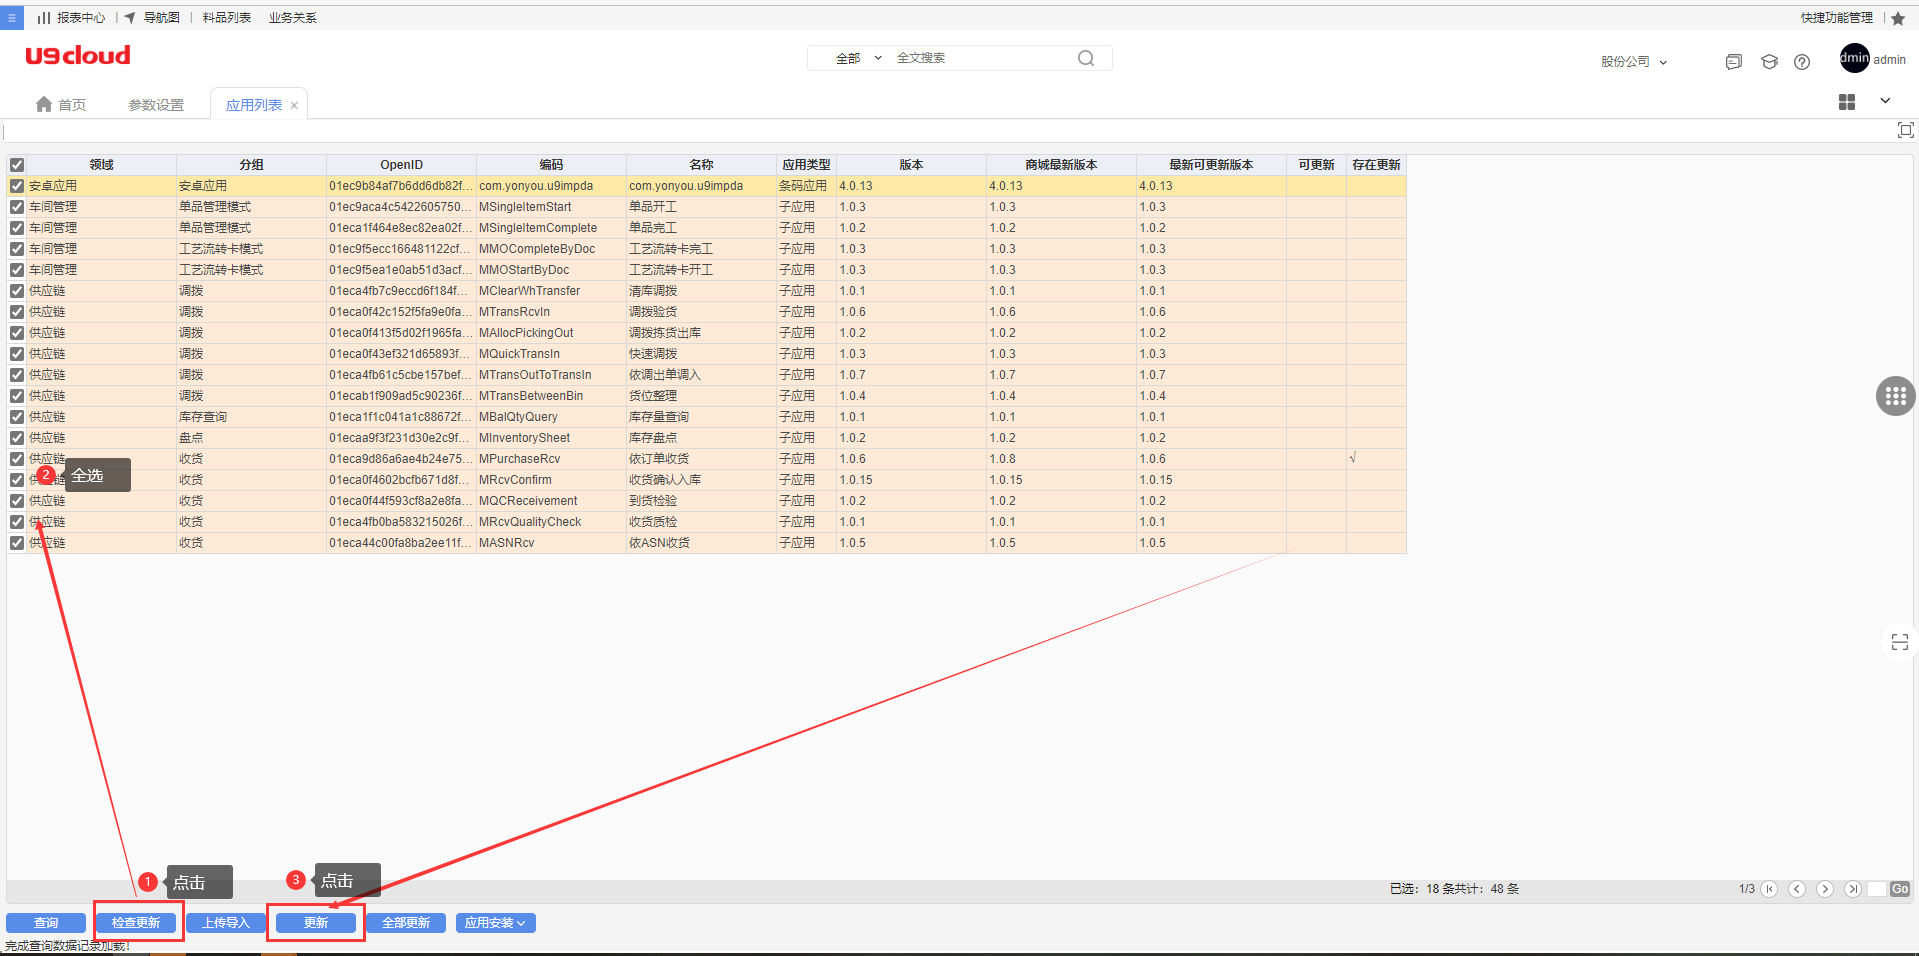 报表中心 | 导航图 | 料品列表 业务关系 快捷功能管理 |
U9cloud 全部 全文搜索 股份公司 dmin admin
首页 参数设置 应用列表 ×
领域 分组 OpenID 编码 名称 应用类型 版本 商城最新版本 最新可更新版本 可更新 存在更新
安卓应用 安卓应用 01ec9b84af7b6dd6db82f... com.yonyou.u9impda com.yonyou.u9impda 条码应用 4.0.13 4.0.13 4.0.13
车间管理 单品管理模式 01ec9aca4c5422605750... MSingleItemStart 单品开工 子应用 1.0.3 1.0.3 1.0.3
车间管理 单品管理模式 01eca1f464e8ec82ea02f... MSingleItemComplete 单品完工 子应用 1.0.2 1.0.2 1.0.2
车间管理 工艺流转卡模式 01ec9f5ecc166481122cf... MMOCompleteByDoc 工艺流转卡完工 子应用 1.0.3 1.0.3 1.0.3
车间管理 工艺流转卡模式 01ec9f5ea1e0ab51d3acf... MMOStartByDoc 工艺流转卡开工 子应用 1.0.3 1.0.3 1.0.3
供应链 调拨 01eca4fb7c9eccd6f184f... MClearWhTransfer 清库调拨 子应用 1.0.1 1.0.1 1.0.1
供应链 调拨 01eca0f42c152f5fa9e0fa... MTransRcvIn 调拨验货 子应用 1.0.6 1.0.6 1.0.6
供应链 调拨 01eca0f413f5d02f1965fa... MAllocPickingOut 调拨拣货出库 子应用 1.0.2 1.0.2 1.0.2
供应链 调拨 01eca0f43ef321d65893f... MQuickTransIn 快速调拨 子应用 1.0.3 1.0.3 1.0.3
供应链 调拨 01eca4fb61c5cbe157bef... MTransOutToTransIn 依调出单调入 子应用 1.0.7 1.0.7 1.0.7
供应链 调拨 01ecab1f909ad5c90236f... MTransBetweenBin 货位整理 子应用 1.0.4 1.0.4 1.0.4
供应链 库存查询 01eca1f1c041a1c88672f... MBalQtyQuery 库存量查询 子应用 1.0.1 1.0.1 1.0.1
供应链 盘点 01ecaa9f3f231d30e2c9f... MInventorySheet 库存盘点 子应用 1.0.2 1.0.2 1.0.2
供应链 收货 01eca9d86a6ae4b24e75... MPurchaseRcv 依订单收货 子应用 1.0.6 1.0.8 1.0.6 √
供应链 收货 01eca0f4602bcfb671d8f... MRcvConfirm 收货确认入库 子应用 1.0.15 1.0.15 1.0.15
2 全选
供应链 收货 01eca0f44f593cf8a2e8fa... MQCReceivement 到货检验 子应用 1.0.2 1.0.2 1.0.2
供应链 收货 01eca4fb0ba583215026f... MRcvQualityCheck 收货质检 子应用 1.0.1 1.0.1 1.0.1
供应链 收货 01eca44c00fa8ba2ee11f... MASNRcv 依ASN收货 子应用 1.0.5 1.0.5 1.0.5
1 点击 3 点击
已选：18 条共计：48 条 1/3 Go
查询 检查更新 上传导入 更新 全部更新 应用安装
完成查询数据记录加载!